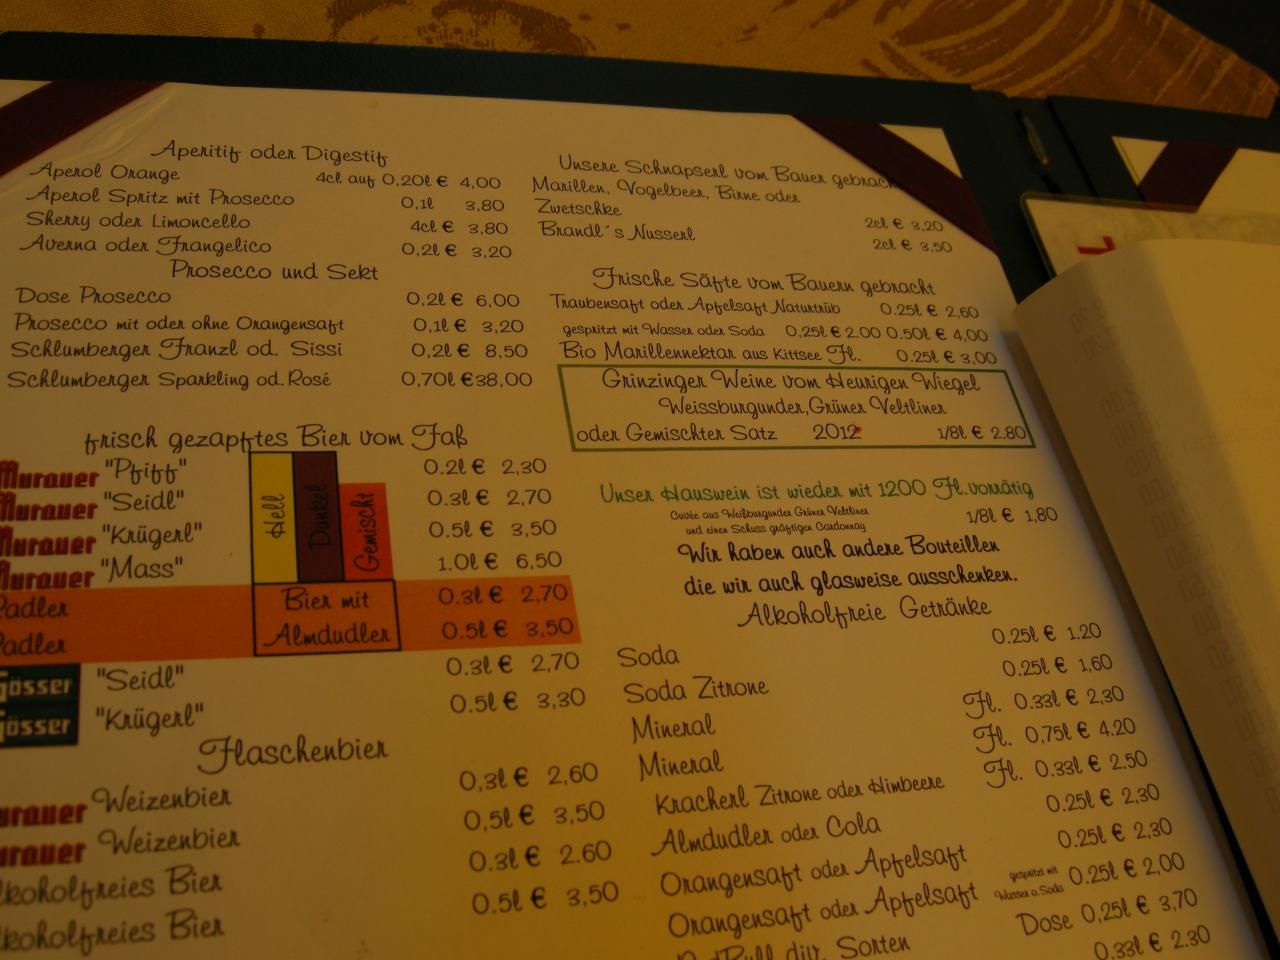 Aperitif oder Digestif
Aperol Orange 4cl auf 0,20l € 4,00
Aperol Spritz mit Prosecco 0,1l 3,80
Sherry oder Limoncello 4cl € 3,80
Averna oder Frangelico 0,2l € 3,20
Prosecco und Sekt
Dose Prosecco 0,2l € 6,00
Prosecco mit oder ohne Orangensaft 0,1l € 3,20
Schlumberger Franzl od. Sissi 0,2l € 8,50
Schlumberger Sparkling od. Rosé 0,70l €38,00
frisch gezapftes Bier vom Faß
Murauer "Pfiff" 0.2l € 2,30
Murauer "Seidl" 0.3l € 2,70
Murauer "Krügerl" 0.5l € 3,50
Murauer "Mass" 1.0l € 6,50
Hell Dunkel Gemischt
Radler Bier mit 0.3l € 2,70
Radler Almdudler 0.5l € 3,50
Gösser "Seidl" 0.3l € 2,70
Gösser "Krügerl" 0.5l € 3,30
Flaschenbier
Murauer Weizenbier 0,3l € 2,60
Murauer Weizenbier 0,5l € 3,50
lkoholfreies Bier 0.3l € 2.60
lkoholfreies Bier 0.5l € 3,50
Unsere Schnapserl vom Bauer gebrach
Marillen, Vogelbeer, Birne oder
Zwetschke 2cl € 3,20
Brandl´s Nusserl 2cl € 3,50
Frische Säfte vom Bauern gebracht
Traubensaft oder Apfelsaft Naturtrüb 0.25l € 2,60
gespritzt mit Wasser oder Soda 0,25l € 2.00 0.50l € 4,00
Bio Marillennektar aus Kittsee Fl. 0.25l € 3,00
Grinzinger Weine vom Heurigen Wiegel
Weissburgunder,Grüner Veltliner
oder Gemischter Satz 2012 1/8l € 2.80
Unser Hauswein ist wieder mit 1200 Fl.vorrätig
Cuvée aus Weißburgunder Grüner Veltliner
und einen Schuss gräftigen Cardonnay 1/8l € 1,80
Wir haben auch andere Bouteillen
die wir auch glasweise ausschenken.
Alkoholfreie Getränke
Soda 0.25l € 1.20
Soda Zitrone 0.25l € 1,60
Mineral Fl. 0.33l € 2,30
Mineral Fl. 0,75l € 4.20
Kracherl Zitrone oder Himbeere Fl. 0.33l € 2.50
Almdudler oder Cola 0.25l € 2,30
Orangensaft oder Apfelsaft 0.25l € 2,30
Orangensaft oder Apfelsaft gespritzt mit Wasser o.Soda 0.25l € 2,00
RedBull div. Sorten Dose 0,25l € 3,70
0.33l € 2.30